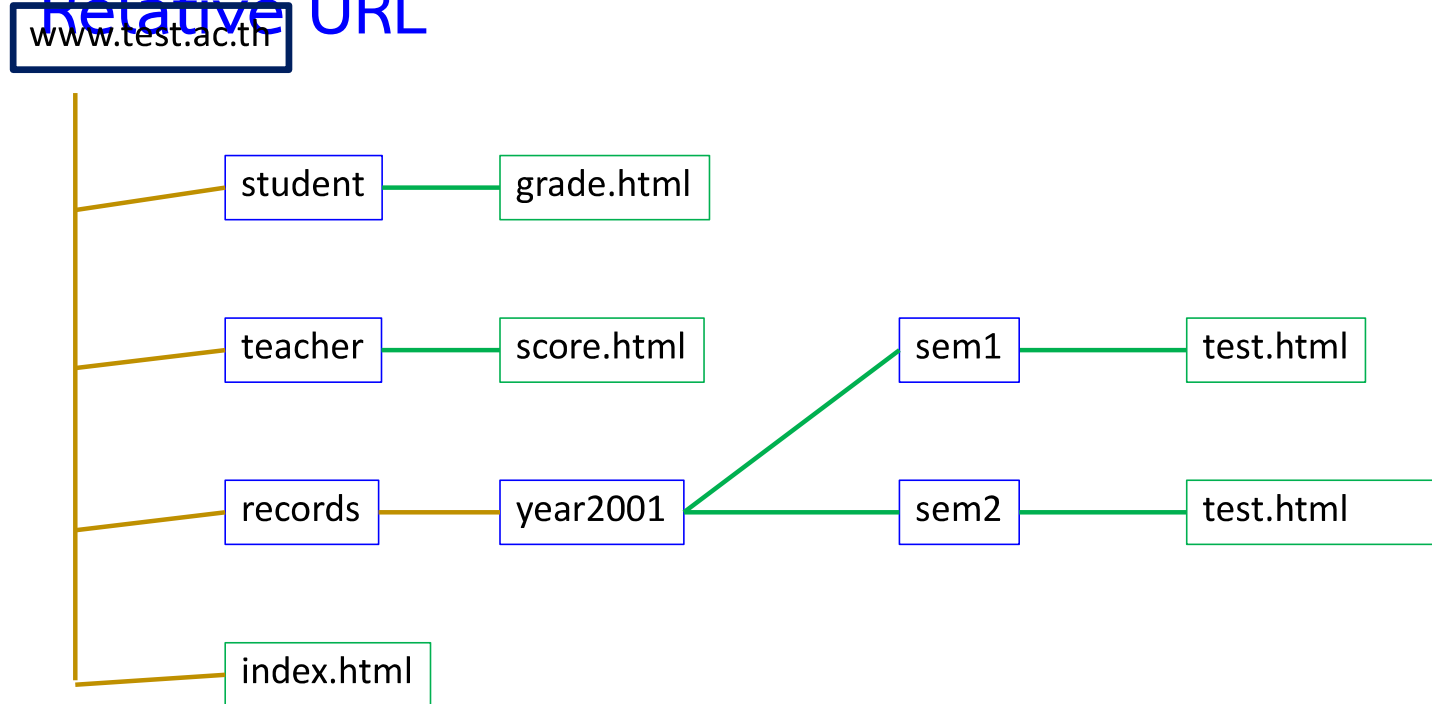 Relative URL
www.test.ac.th
student
grade.html
teacher
score.html
sem1
test.html
records
year2001
sem2
test.html
index.html